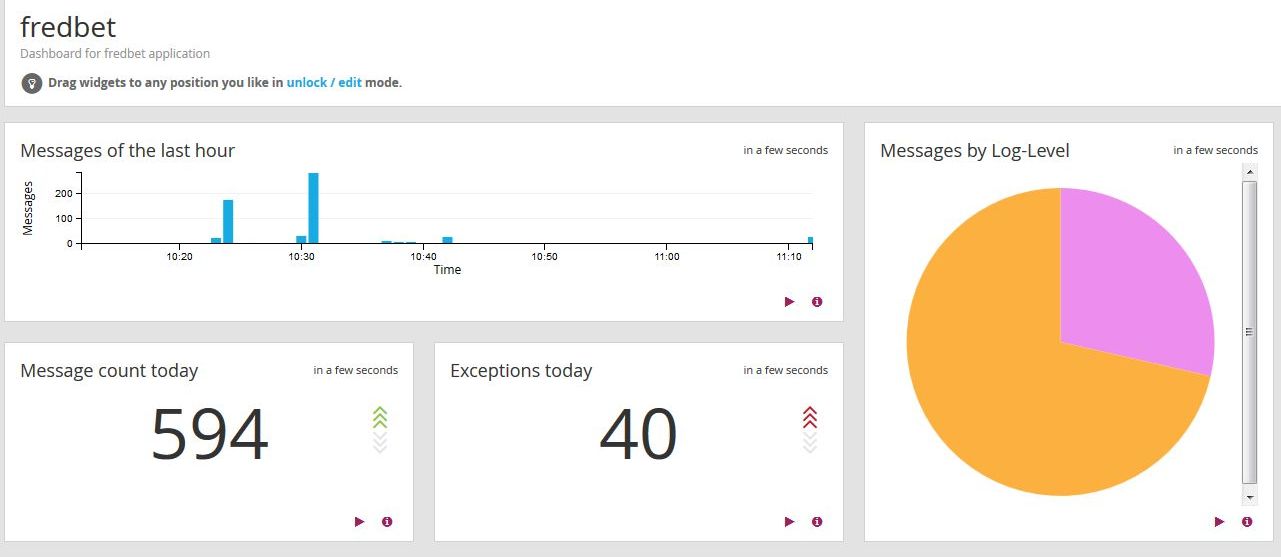 fredbet
Dashboard for fredbet application
Drag widgets to any position you like in unlock / edit mode.
Messages of the last hour
in a few seconds
Messages
200
100
0
10:20
10:30
10:40
10:50
11:00
11:10
Time
Messages by Log-Level
in a few seconds
Message count today
in a few seconds
594
Exceptions today
in a few seconds
40